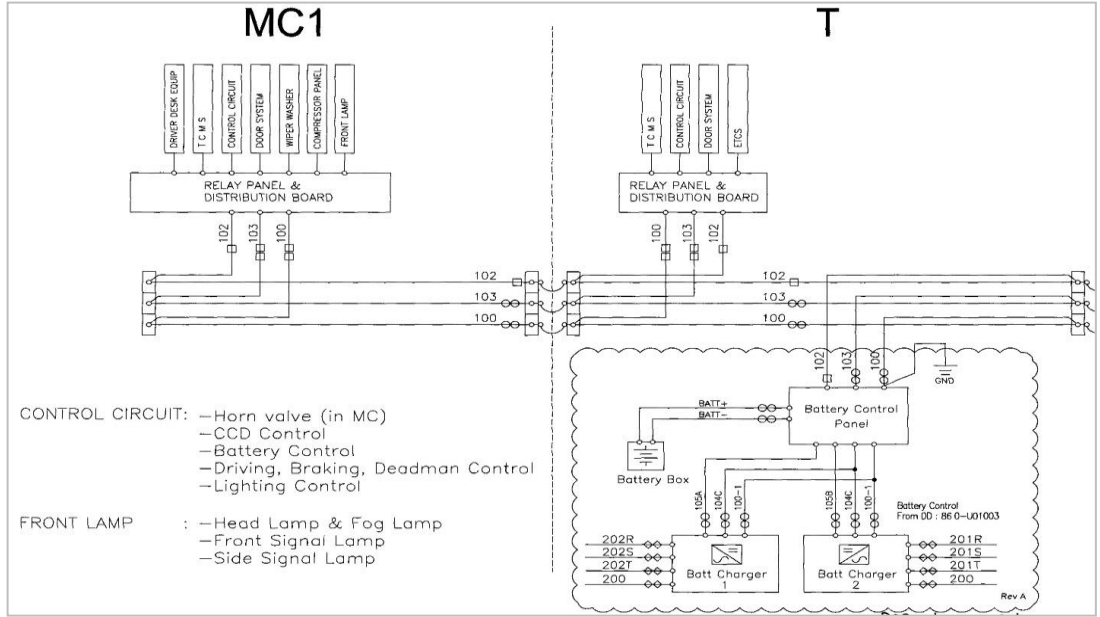 MC1
T
DRIVER DESK EQUIP
T C M S
CONTROL CIRCUIT
DOOR SYSTEM
WIPER WASHER
COMPRESSOR PANEL
FRONT LAMP
T C M S
CONTROL CIRCUIT
DOOR SYSTEM
ETCS
RELAY PANEL &
DISTRIBUTION BOARD
RELAY PANEL &
DISTRIBUTION BOARD
102
103
100
100
103
102
102
103
100
102
103
100
102
103
100
GND
BATT+
BATT-
Battery Control
Panel
Battery Box
CONTROL CIRCUIT: -Horn valve (in MC)
-CCD Control
-Battery Control
-Driving, Braking, Deadman Control
-Lighting Control
FRONT LAMP : -Head Lamp & Fog Lamp
-Front Signal Lamp
-Side Signal Lamp
105A
104C
100-1
105B
104C
100-1
Battery Control
From DD : 86 0-U01003
202R
202S
202T
200
Batt Charger
1
Batt Charger
2
201R
201S
201T
200
Rev A